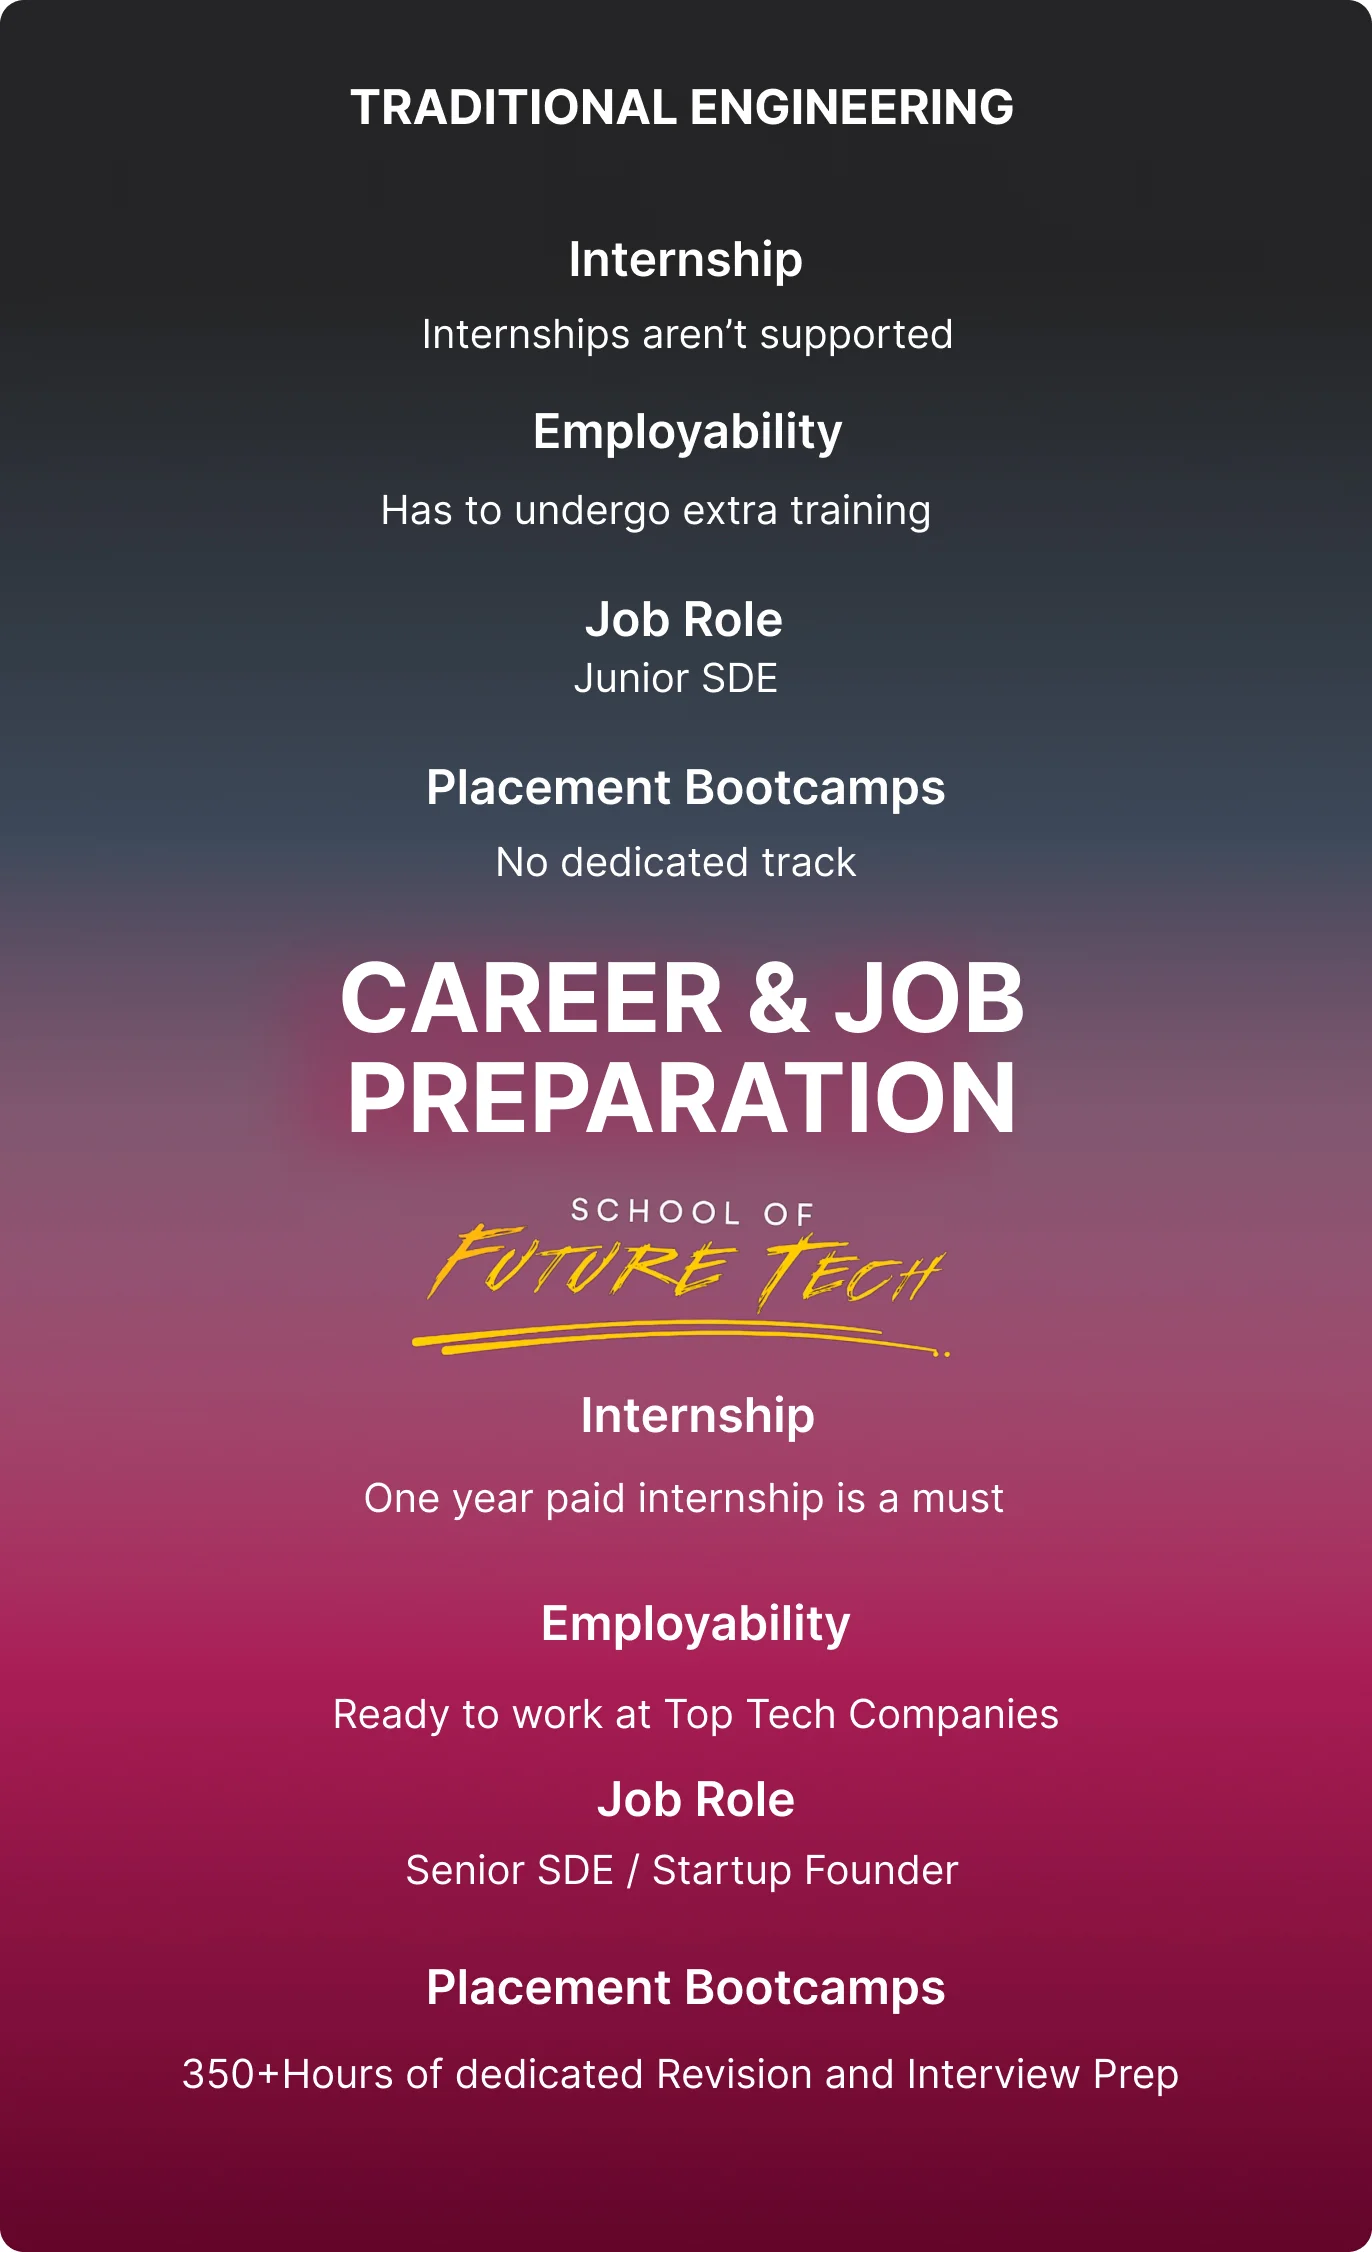 TRADITIONAL ENGINEERING
Internship
Internships aren’t supported
Employability
Has to undergo extra training
Job Role
Junior SDE
Placement Bootcamps
No dedicated track
CAREER & JOB
PREPARATION
SCHOOL OF
FUTURE TECH
Internship
One year paid internship is a must
Employability
Ready to work at Top Tech Companies
Job Role
Senior SDE / Startup Founder
Placement Bootcamps
350+Hours of dedicated Revision and Interview Prep